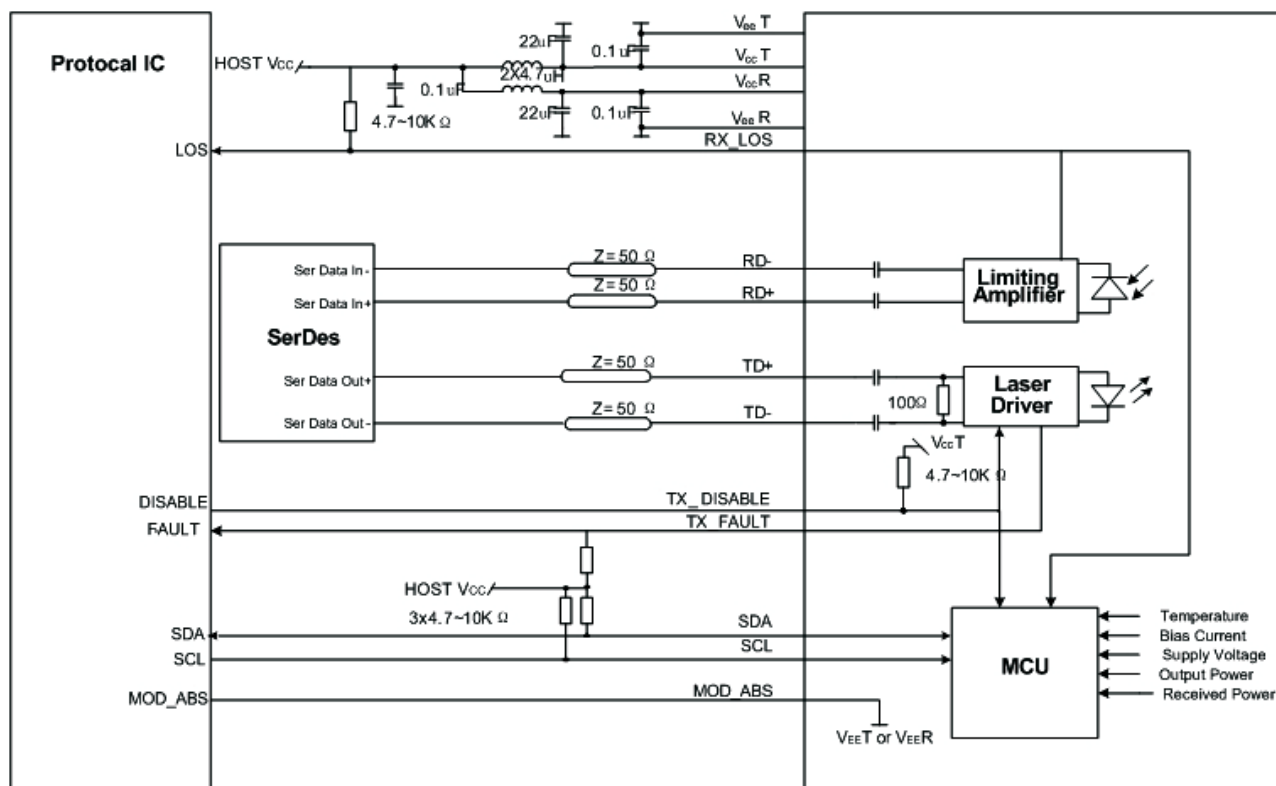 Protocal IC
HOST Vcc
22uF
0.1uF
VeeT
VccT
2X4.7uH
VccR
0.1uF
4.7~10KΩ
22uF
0.1uF
VeeR
LOS
RX_LOS
Z=50 Ω
RD-
Ser Data In-
Z=50 Ω
RD+
Ser Data In+
Limiting
Amplifier
SerDes
Z=50 Ω
TD+
Ser Data Out+
Laser
Driver
100Ω
Z=50 Ω
TD-
Ser Data Out-
VccT
4.7~10K Ω
DISABLE
TX_DISABLE
FAULT
TX_FAULT
HOST Vcc
3x4.7~10K Ω
SDA
SDA
SCL
SCL
MCU
Temperature
Bias Current
Supply Voltage
Output Power
Received Power
MOD_ABS
MOD_ABS
VEET or VEER